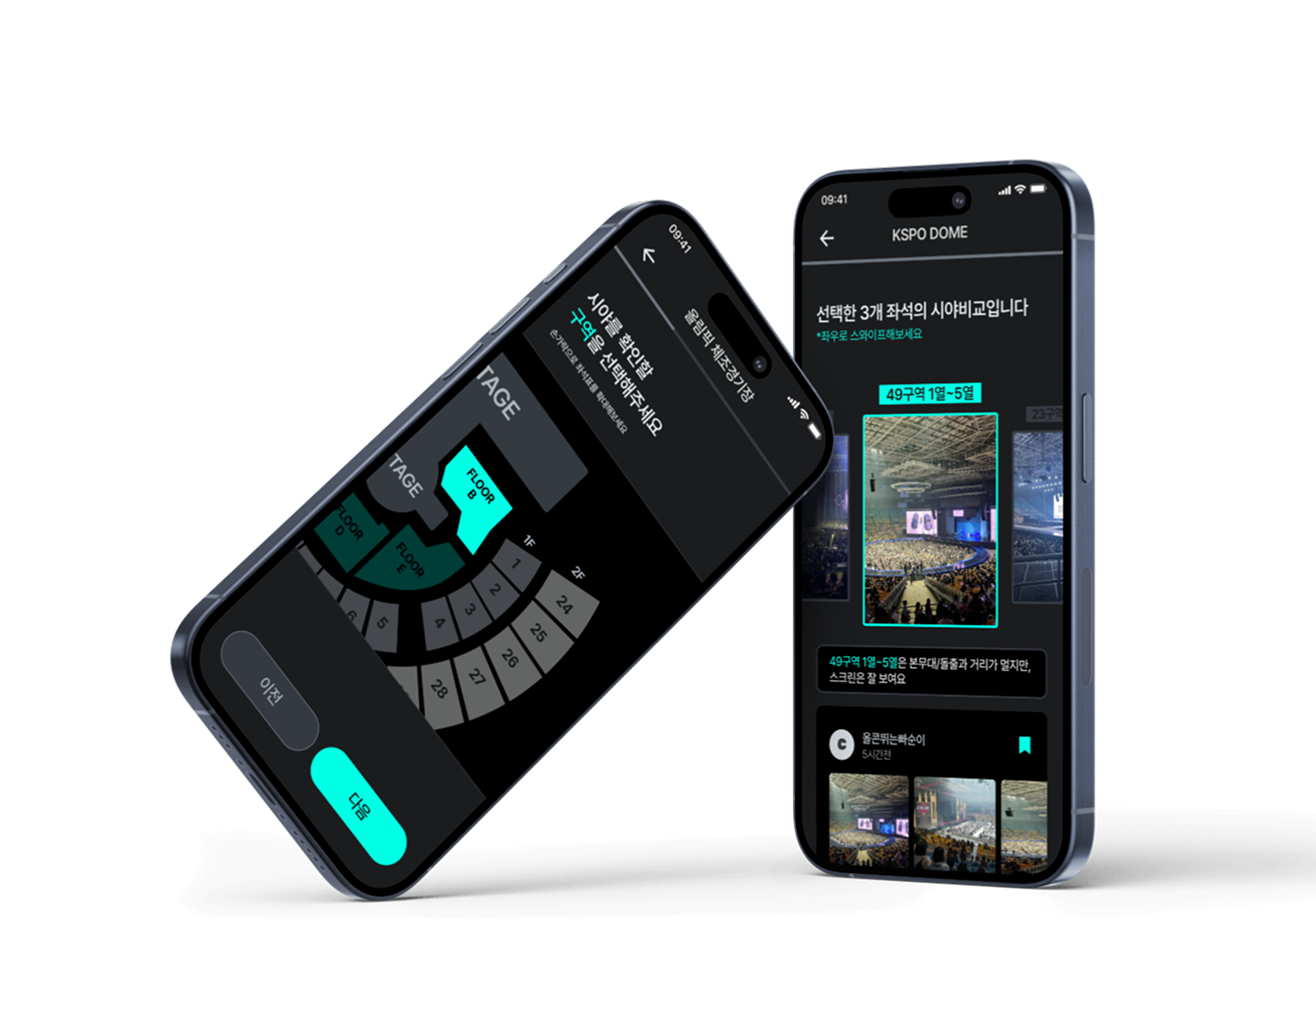 09:41
올림픽 체조경기장
시야를 확인할
구역을 선택해주세요
손가락으로 좌석표를 확대해보세요
TAGE
TAGE
FLOOR
B
FLOOR
D
FLOOR
E
1F
2F
1
2
3
4
5
6
24
25
26
27
28
이전
다음
09:41
KSPO DOME
선택한 3개 좌석의 시야비교입니다
*좌우로 스와이프해보세요
49구역 1열~5열
23구역
49구역 1열~5열은 본무대/돌출과 거리가 멀지만,
스크린은 잘 보여요
C
올콘뛰는빠순이
5시간전